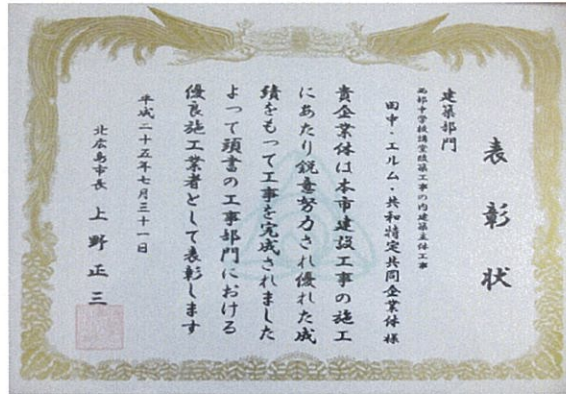 表彰状
建築部門
西部中学校講堂改築工事の内建築主体工事
田中・エルム・共和特定共同企業体様
貴企業体は本市建設工事の施工
にあたり鋭意努力され優れた成
績をもって工事を完成されました
よって頭書の工事部門における
優良施工業者として表彰します
平成二十五年七月三十一日
北広島市長 上野正三